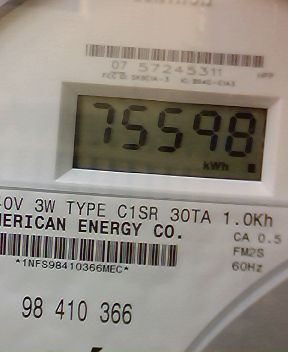 07 57245311
75598
kWh
40V 3W TYPE C1SR 30TA 1.0Kh
MERICAN ENERGY CO.
CA 0.5
FM2S
60Hz
*1NFS98410366MEC*
98 410 366